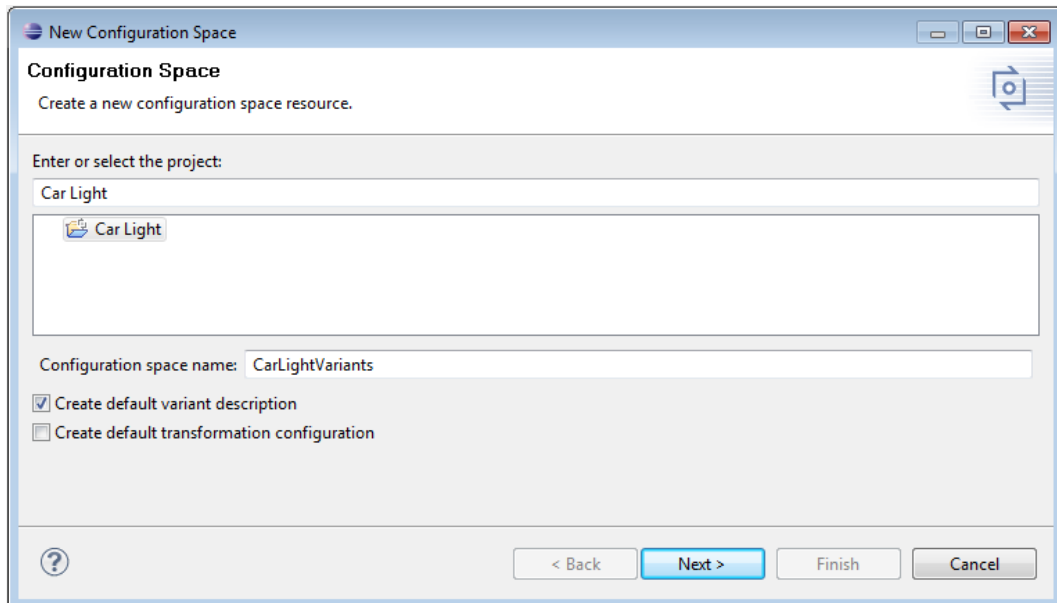 New Configuration Space
Configuration Space
Create a new configuration space resource.
Enter or select the project:
Car Light
Car Light
Configuration space name: CarLightVariants
Create default variant description
Create default transformation configuration
? < Back Next > Finish Cancel